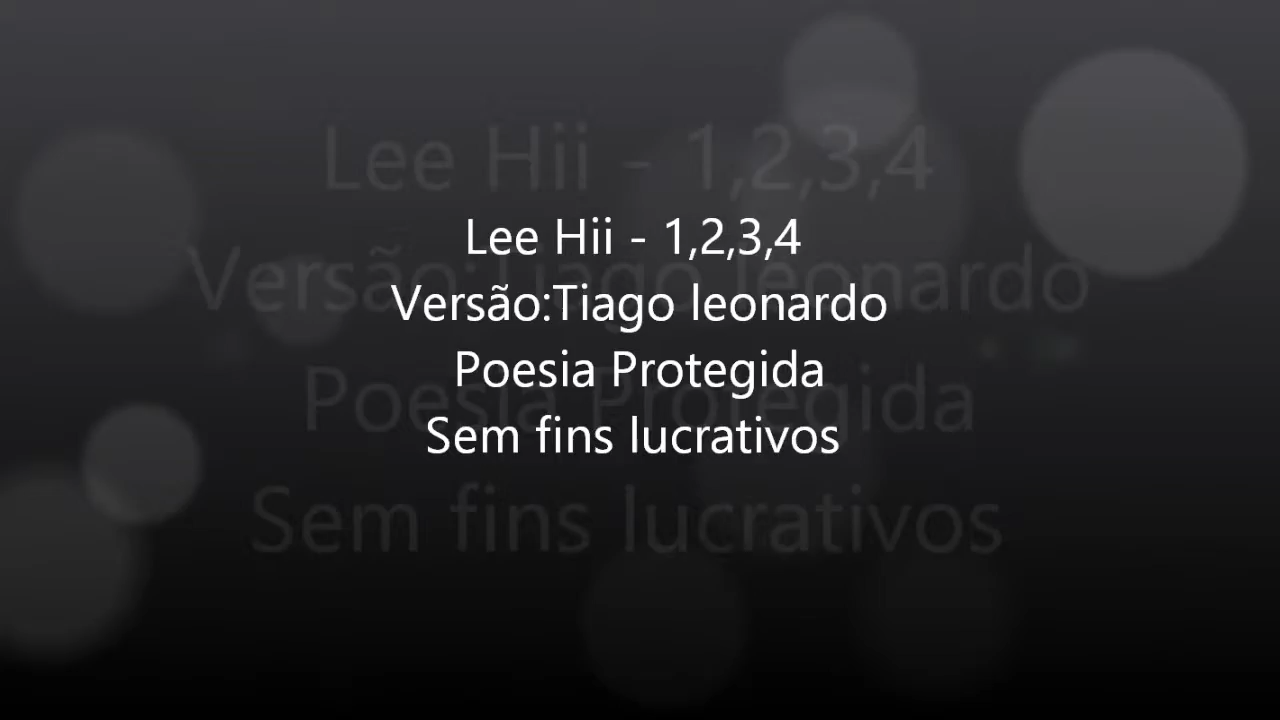 Lee Hii - 1,2,3,4
Versão:Tiago leonardo
Poesia Protegida
Sem fins lucrativos